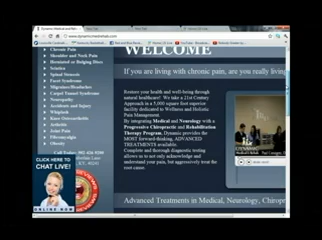 www.dynamicmedrehab.com
Chronic Pain
Shoulder and Neck Pain
Herniated or Bulging Discs
Sciatica
Spinal Stenosis
Facet Syndrome
Migraines/Headaches
Carpal Tunnel Syndrome
Neuropathy
Accidents and Injury
Whiplash
Knee Osteoarthritis
Arthritis
Joint Pain
Fibromyalgia
Obesity
CLICK HERE TO
CHAT LIVE!
ONLINE NOW
WELCOME
If you are living with chronic pain, are you really living
Restore your health and well-being through
natural healthcare! We take a 21st Century
Approach in a 5,000 square foot superior
facility dedicated to Wellness and Holistic
Pain Management.
By integrating Medical and Neurology with a
Progressive Chiropractic and Rehabilitation
Therapy Program, Dynamic provides the
MOST forward-thinking, ADVANCED
TREATMENTS available.
Complete and thorough diagnostic testing
allows us to not only acknowledge and
understand your pain, but aggressively treat the
root cause.
Advanced Treatments in Medical, Neurology, Chiropr